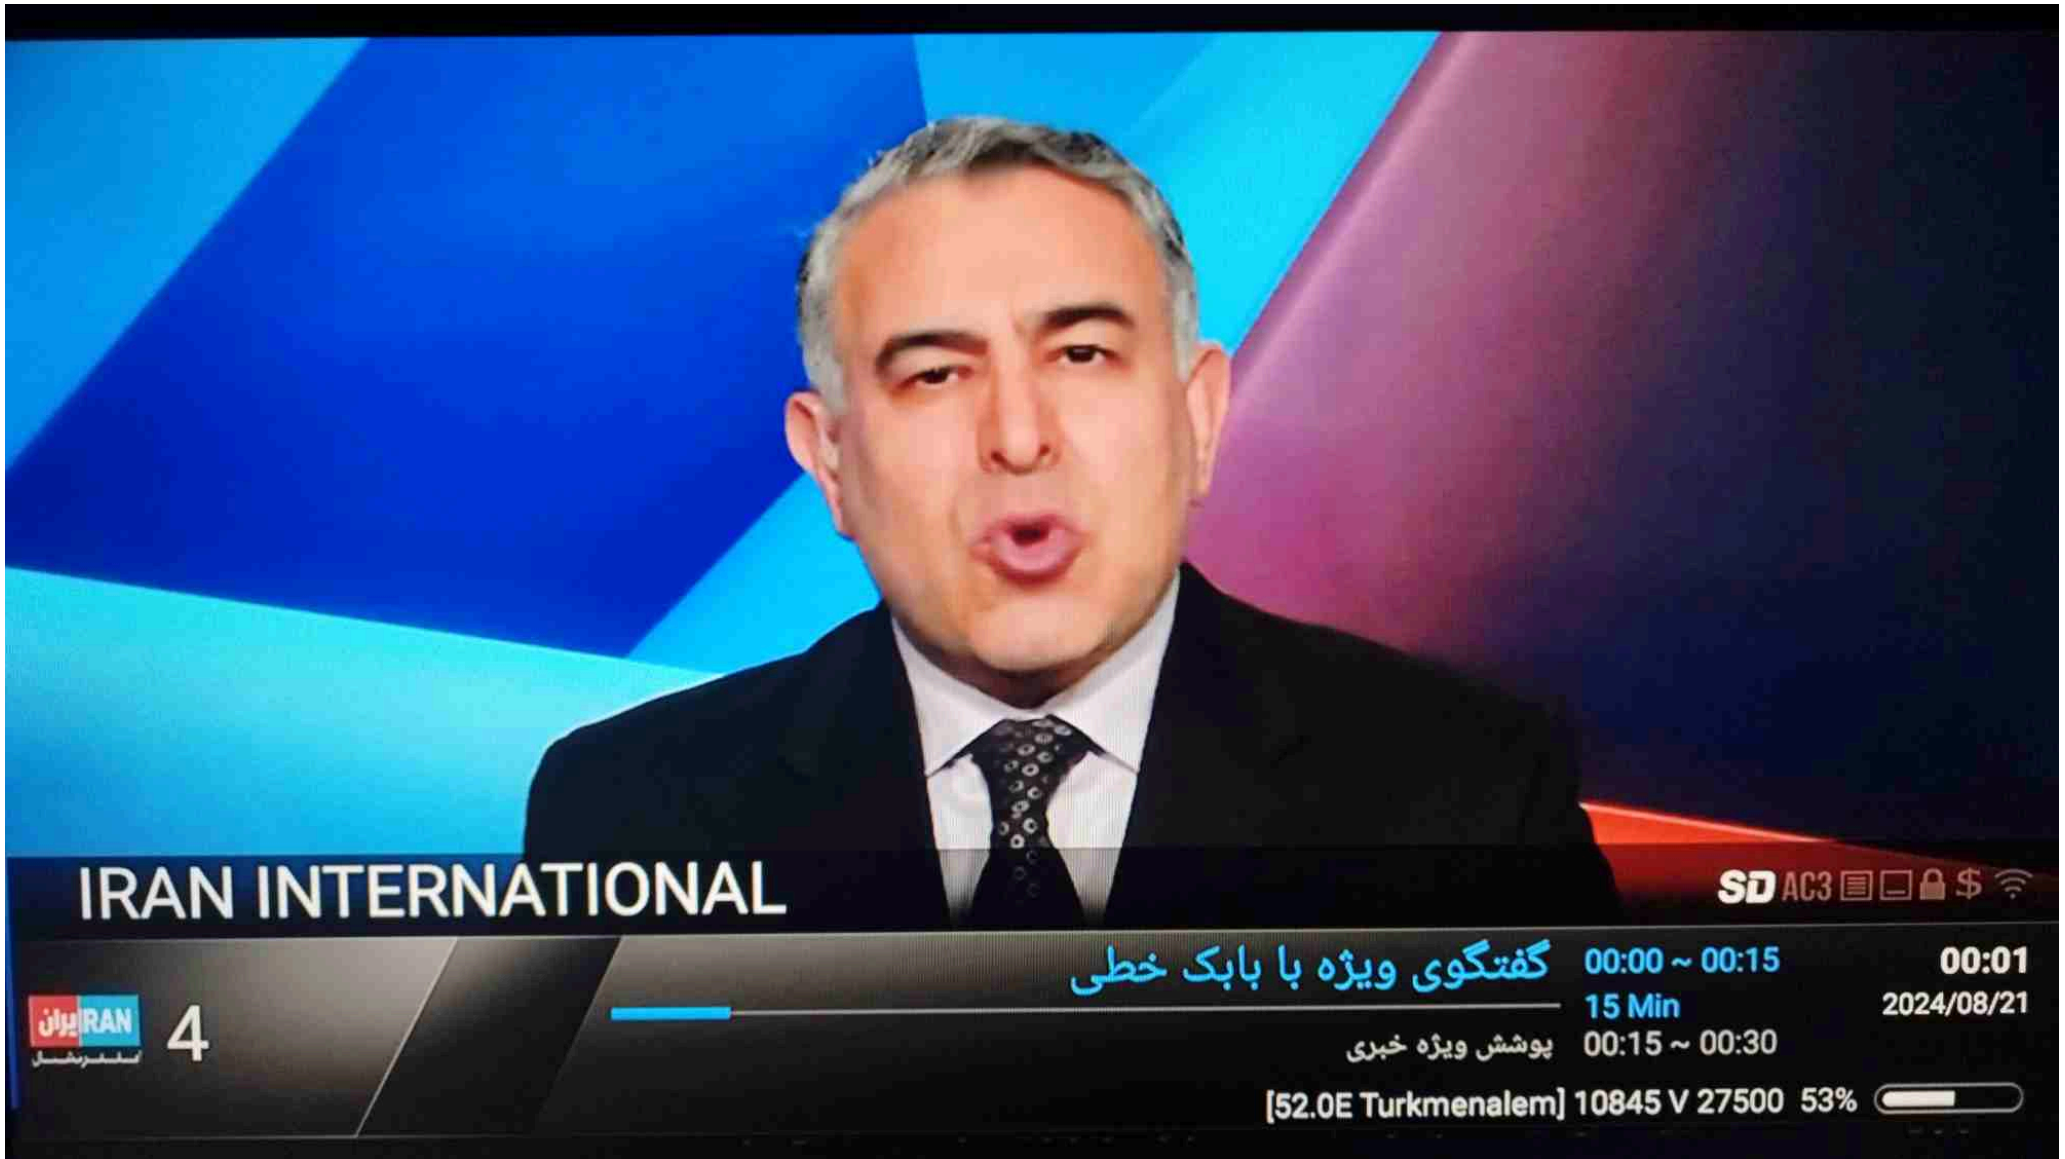 IRAN INTERNATIONAL
SD AC3 $
گفتگوی ویژه با بابک خطی 00:00 ~ 00:15 00:01
15 Min 2024/08/21
پوشش ویژه خبری 00:15 ~ 00:30
ایران IRAN
اینترنشنال
4
[52.0E Turkmenalem] 10845 V 27500 53%